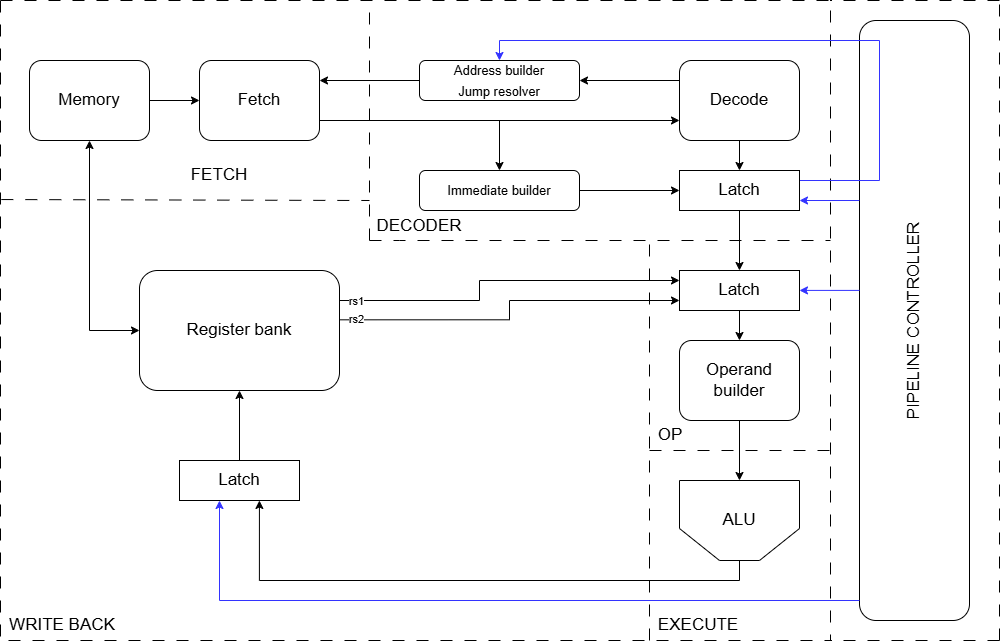 Memory
Fetch
Address builder
Jump resolver
Decode
FETCH
Immediate builder
Latch
DECODER
PIPELINE CONTROLLER
Register bank
rs1
rs2
Latch
Operand
builder
OP
Latch
ALU
WRITE BACK
EXECUTE